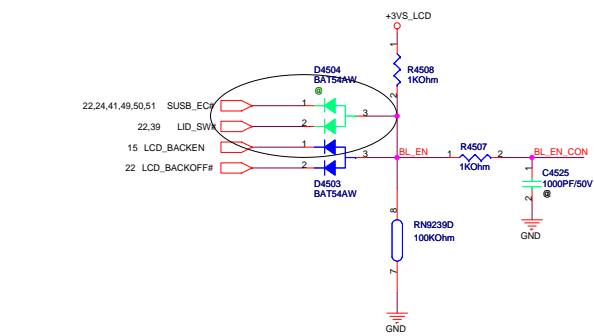 +3VS_LCD
1
D4504
BAT54AW
@
R4508
1KOhm
2
22,24,41,49,50,51 SUSB_EC#
1
3
22,39 LID_SW#
2
15 LCD_BACKEN
1
3
BL_EN
1
R4507
1KOhm
2
BL_EN_CON
22 LCD_BACKOFF#
2
D4503
BAT54AW
1
C4525
1000PF/50V
@
2
GND
8
RN9239D
100KOhm
7
GND